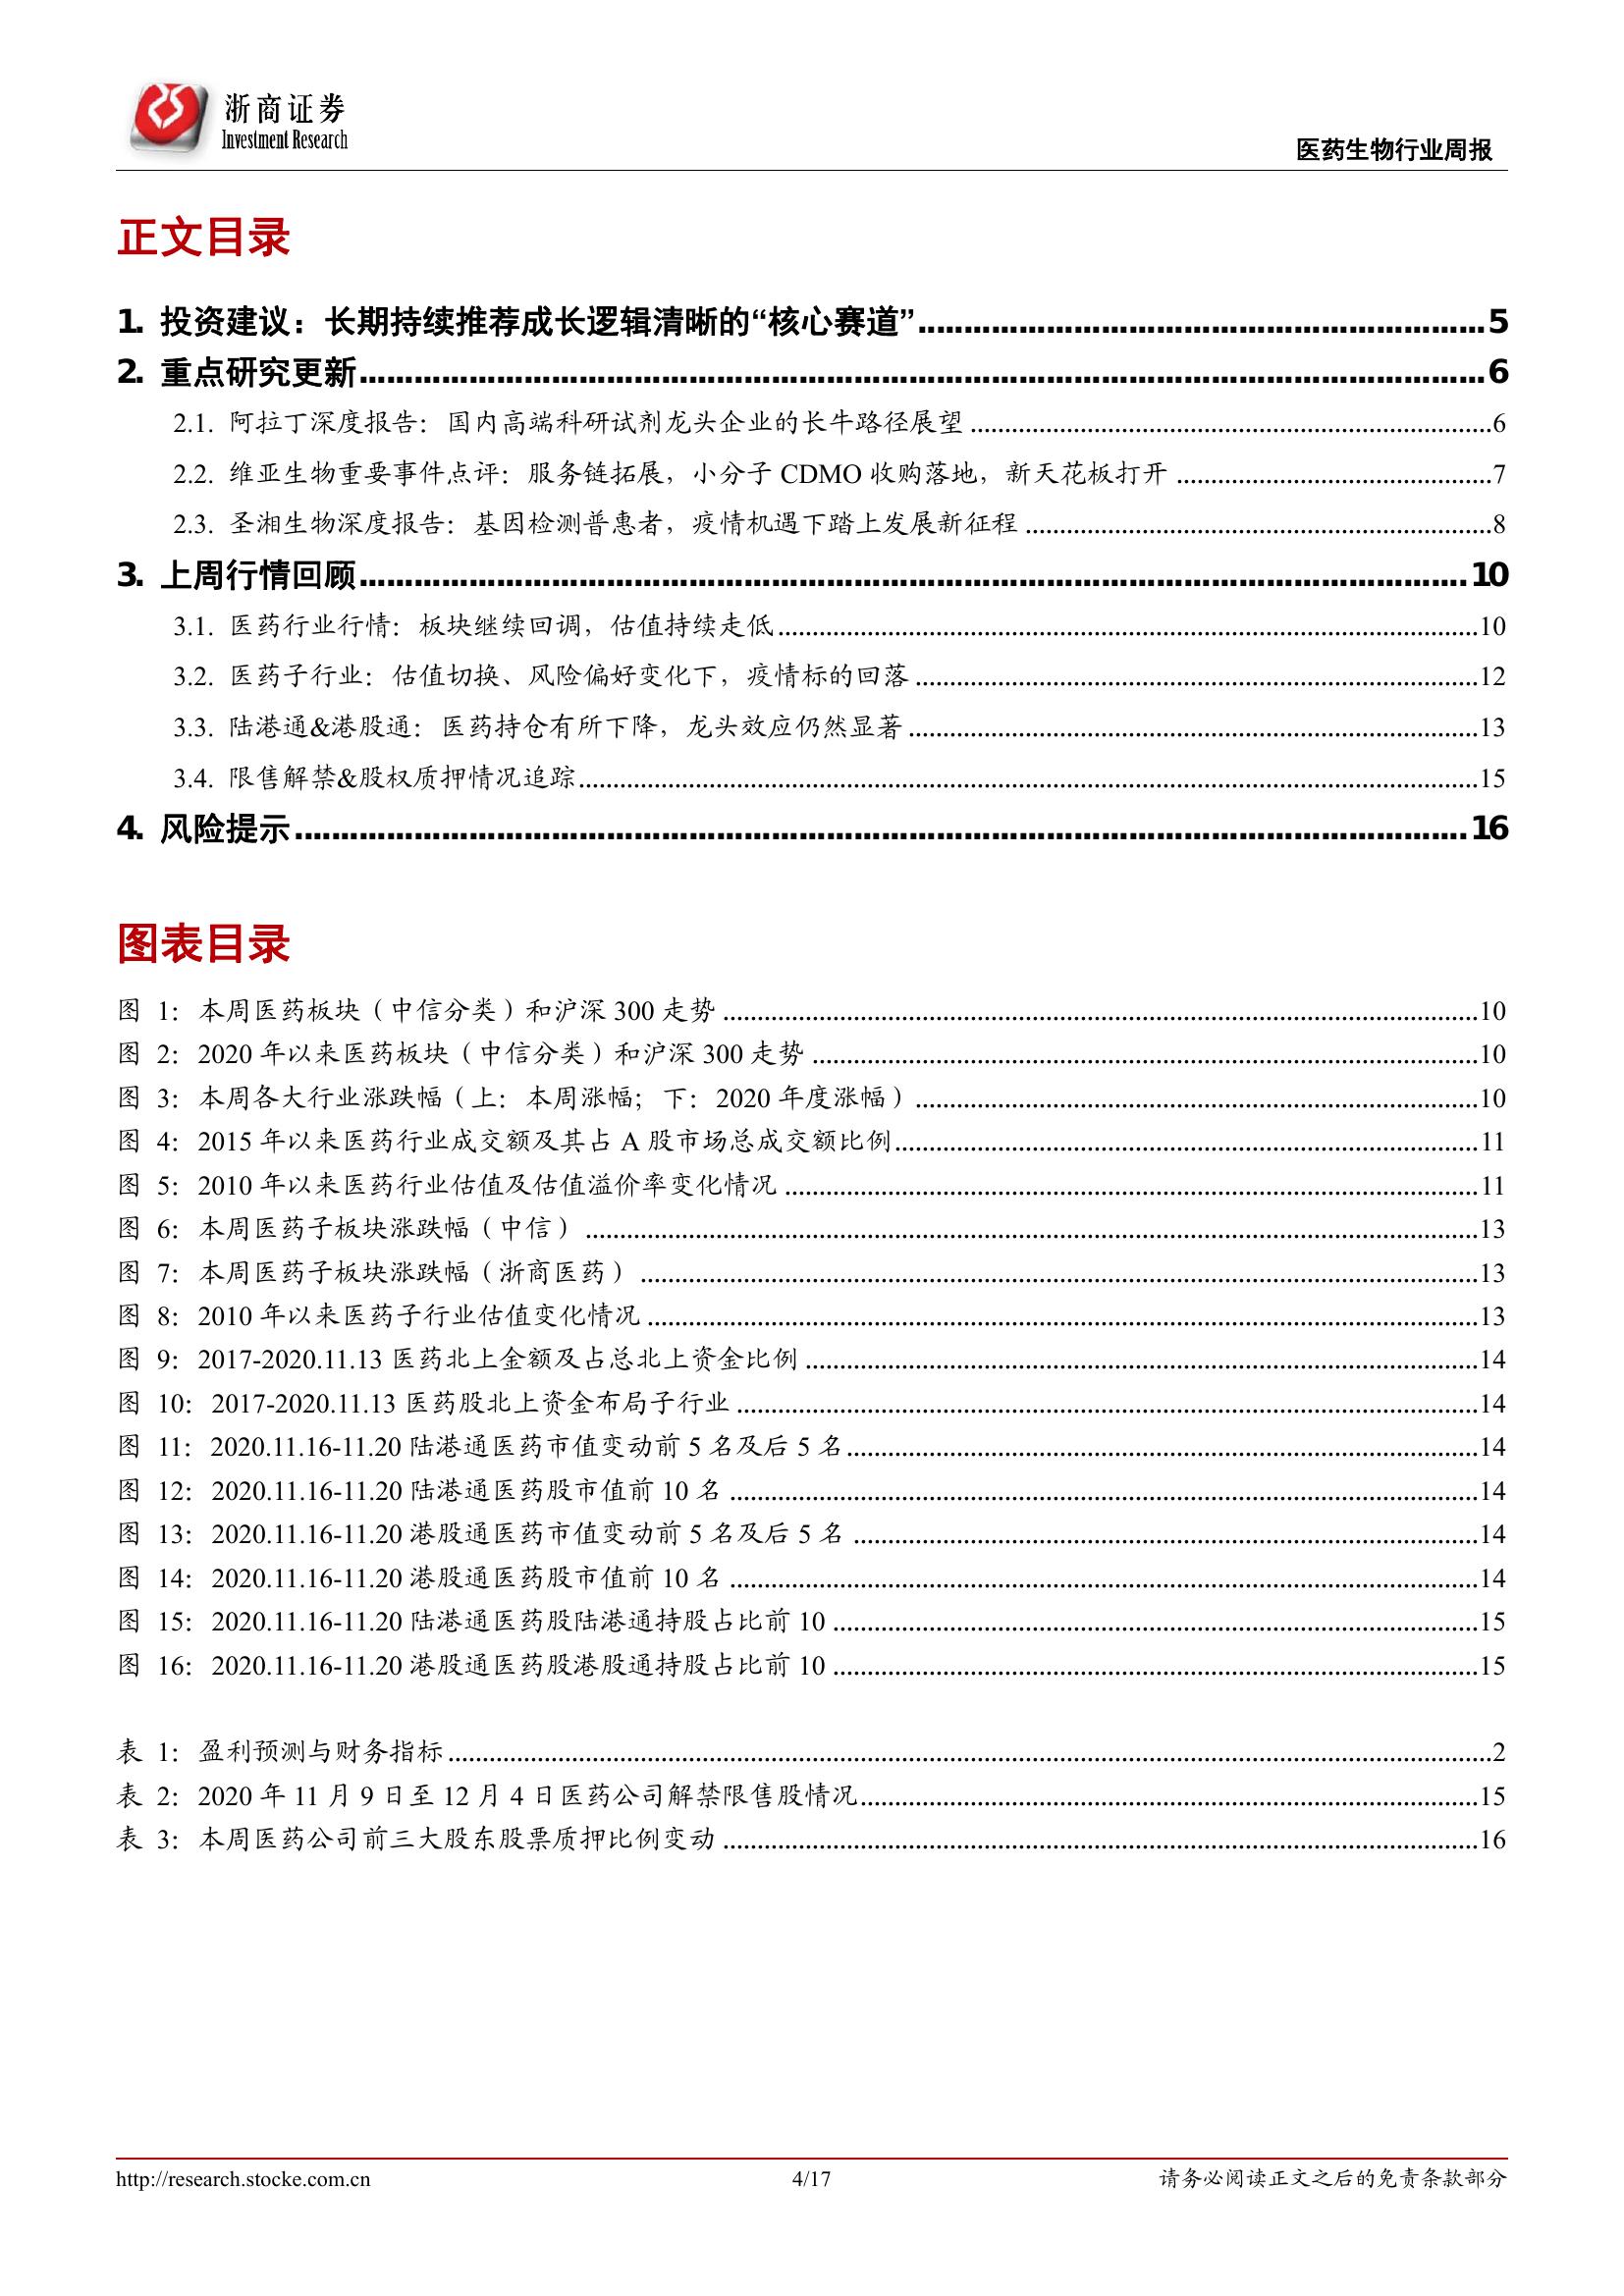 浙商证券
Investment Research
医药生物行业周报
正文目录
1. 投资建议：长期持续推荐成长逻辑清晰的“核心赛道”........................5
2. 重点研究更新........................6
2.1. 阿拉丁深度报告：国内高端科研试剂龙头企业的长牛路径展望........................6
2.2. 维亚生物重要事件点评：服务链拓展，小分子 CDMO 收购落地，新天花板打开........................7
2.3. 圣湘生物深度报告：基因检测普惠者，疫情机遇下踏上发展新征程........................8
3. 上周行情回顾........................10
3.1. 医药行业行情：板块继续回调，估值持续走低........................10
3.2. 医药子行业：估值切换、风险偏好变化下，疫情标的回落........................12
3.3. 陆港通&港股通：医药持仓有所下降，龙头效应仍然显著........................13
3.4. 限售解禁&股权质押情况追踪........................15
4. 风险提示........................16
图表目录
图 1：本周医药板块（中信分类）和沪深 300 走势........................10
图 2：2020 年以来医药板块（中信分类）和沪深 300 走势........................10
图 3：本周各大行业涨跌幅（上：本周涨幅；下：2020 年度涨幅）........................10
图 4：2015 年以来医药行业成交额及其占 A 股市场总成交额比例........................11
图 5：2010 年以来医药行业估值及估值溢价率变化情况........................11
图 6：本周医药子板块涨跌幅（中信）........................13
图 7：本周医药子板块涨跌幅（浙商医药）........................13
图 8：2010 年以来医药子行业估值变化情况........................13
图 9：2017-2020.11.13 医药北上金额及占总北上资金比例........................14
图 10：2017-2020.11.13 医药股北上资金布局子行业........................14
图 11：2020.11.16-11.20 陆港通医药市值变动前 5 名及后 5 名........................14
图 12：2020.11.16-11.20 陆港通医药股市值前 10 名........................14
图 13：2020.11.16-11.20 港股通医药市值变动前 5 名及后 5 名........................14
图 14：2020.11.16-11.20 港股通医药股市值前 10 名........................14
图 15：2020.11.16-11.20 陆港通医药股陆港通持股占比前 10........................15
图 16：2020.11.16-11.20 港股通医药股港股通持股占比前 10........................15
表 1：盈利预测与财务指标........................2
表 2：2020 年 11 月 9 日至 12 月 4 日医药公司解禁限售股情况........................15
表 3：本周医药公司前三大股东股票质押比例变动........................16
http://research.stocke.com.cn
4/17
请务必阅读正文之后的免责条款部分